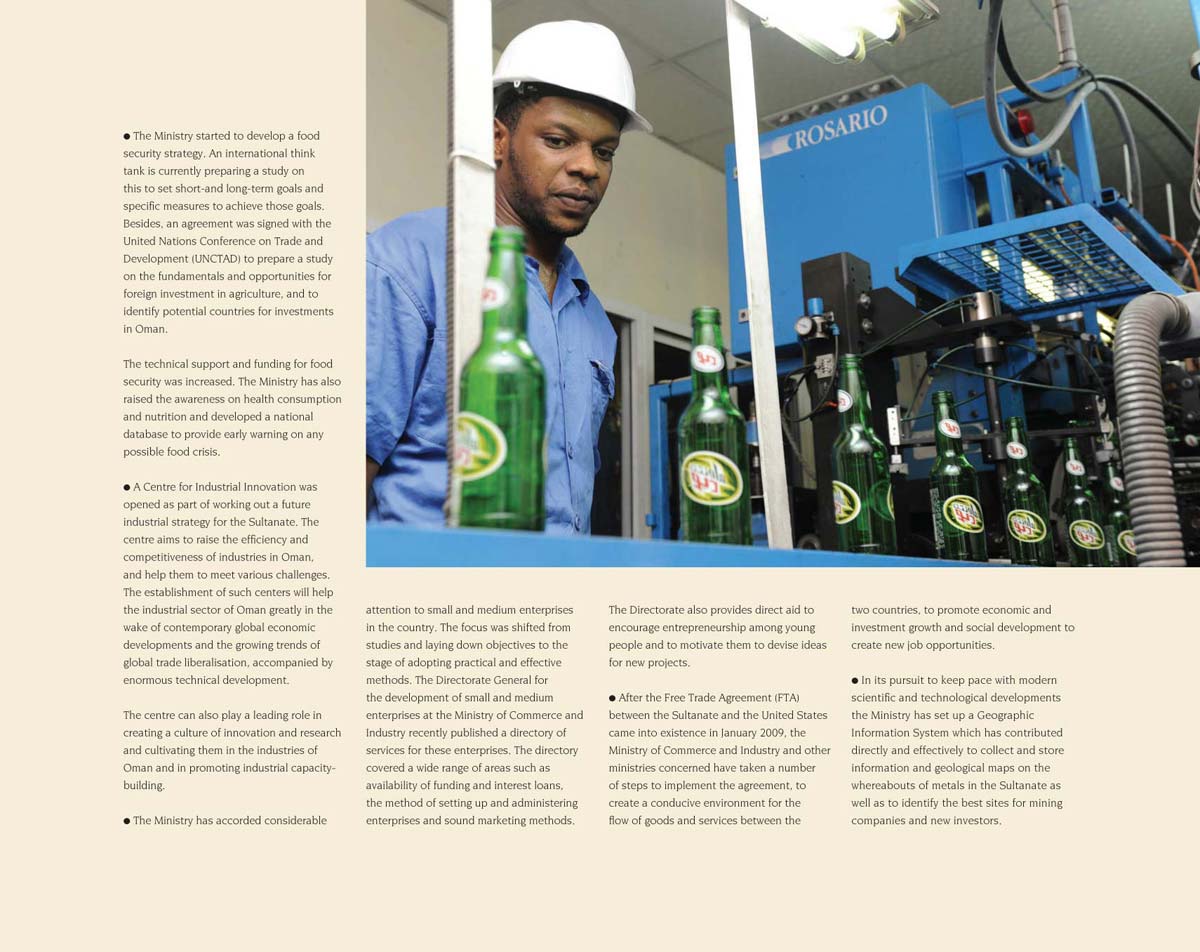 ● The Ministry started to develop a food
security strategy. An international think
tank is currently preparing a study on
this to set short-and long-term goals and
specific measures to achieve those goals.
Besides, an agreement was signed with the
United Nations Conference on Trade and
Development (UNCTAD) to prepare a study
on the fundamentals and opportunities for
foreign investment in agriculture, and to
identify potential countries for investments
in Oman.
The technical support and funding for food
security was increased. The Ministry has also
raised the awareness on health consumption
and nutrition and developed a national
database to provide early warning on any
possible food crisis.
● A Centre for Industrial Innovation was
opened as part of working out a future
industrial strategy for the Sultanate. The
centre aims to raise the efficiency and
competitiveness of industries in Oman,
and help them to meet various challenges.
The establishment of such centers will help
the industrial sector of Oman greatly in the
wake of contemporary global economic
developments and the growing trends of
global trade liberalisation, accompanied by
enormous technical development.
The centre can also play a leading role in
creating a culture of innovation and research
and cultivating them in the industries of
Oman and in promoting industrial capacity-
building.
● The Ministry has accorded considerable
attention to small and medium enterprises
in the country. The focus was shifted from
studies and laying down objectives to the
stage of adopting practical and effective
methods. The Directorate General for
the development of small and medium
enterprises at the Ministry of Commerce and
Industry recently published a directory of
services for these enterprises. The directory
covered a wide range of areas such as
availability of funding and interest loans,
the method of setting up and administering
enterprises and sound marketing methods.
The Directorate also provides direct aid to
encourage entrepreneurship among young
people and to motivate them to devise ideas
for new projects.
● After the Free Trade Agreement (FTA)
between the Sultanate and the United States
came into existence in January 2009, the
Ministry of Commerce and Industry and other
ministries concerned have taken a number
of steps to implement the agreement, to
create a conducive environment for the
flow of goods and services between the
two countries, to promote economic and
investment growth and social development to
create new job opportunities.
● In its pursuit to keep pace with modern
scientific and technological developments
the Ministry has set up a Geographic
Information System which has contributed
directly and effectively to collect and store
information and geological maps on the
whereabouts of metals in the Sultanate as
well as to identify the best sites for mining
companies and new investors.
ROSARIO